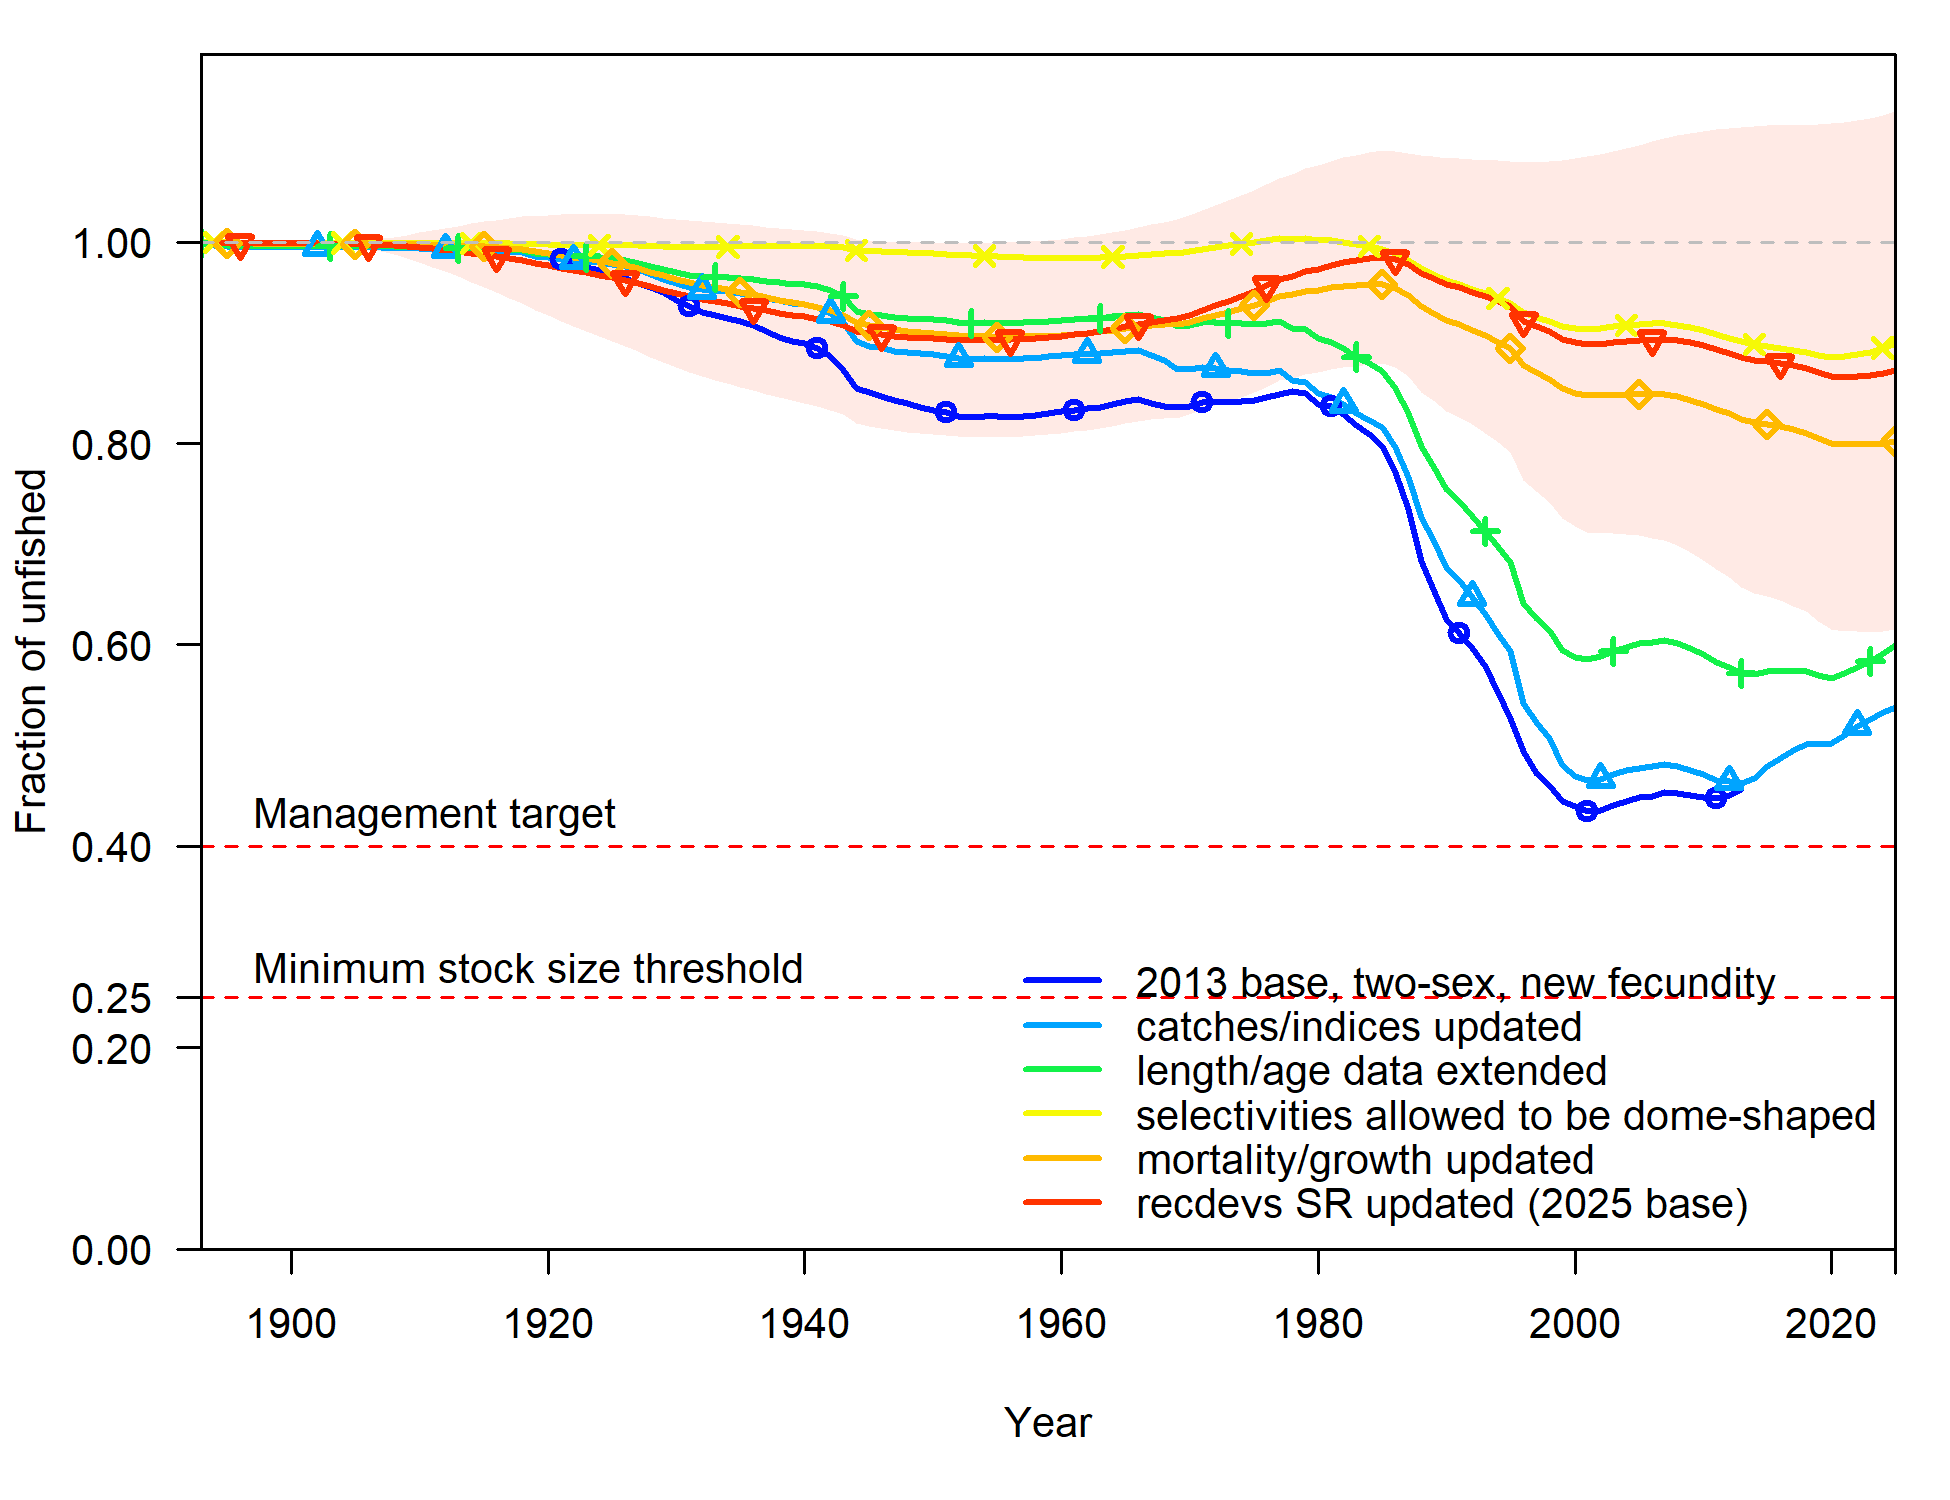 1.00
0.80
0.60
0.40
0.25
0.20
0.00
Fraction of unfished
Management target
Minimum stock size threshold
2013 base, two-sex, new fecundity
catches/indices updated
length/age data extended
selectivities allowed to be dome-shaped
mortality/growth updated
recdevs SR updated (2025 base)
1900 1920 1940 1960 1980 2000 2020
Year